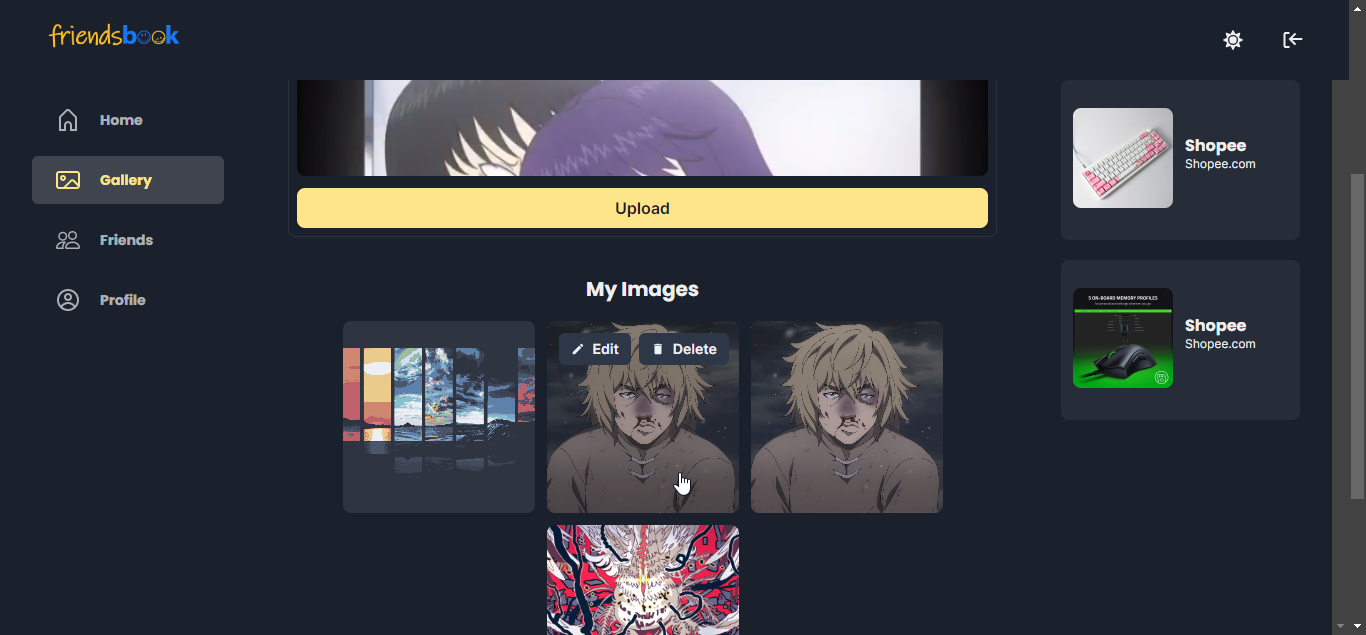 friendsbook
Home
Gallery
Friends
Profile
Upload
My Images
Edit
Delete
Shopee
Shopee.com
5 ON-BOARD MEMORY PROFILES
Shopee
Shopee.com